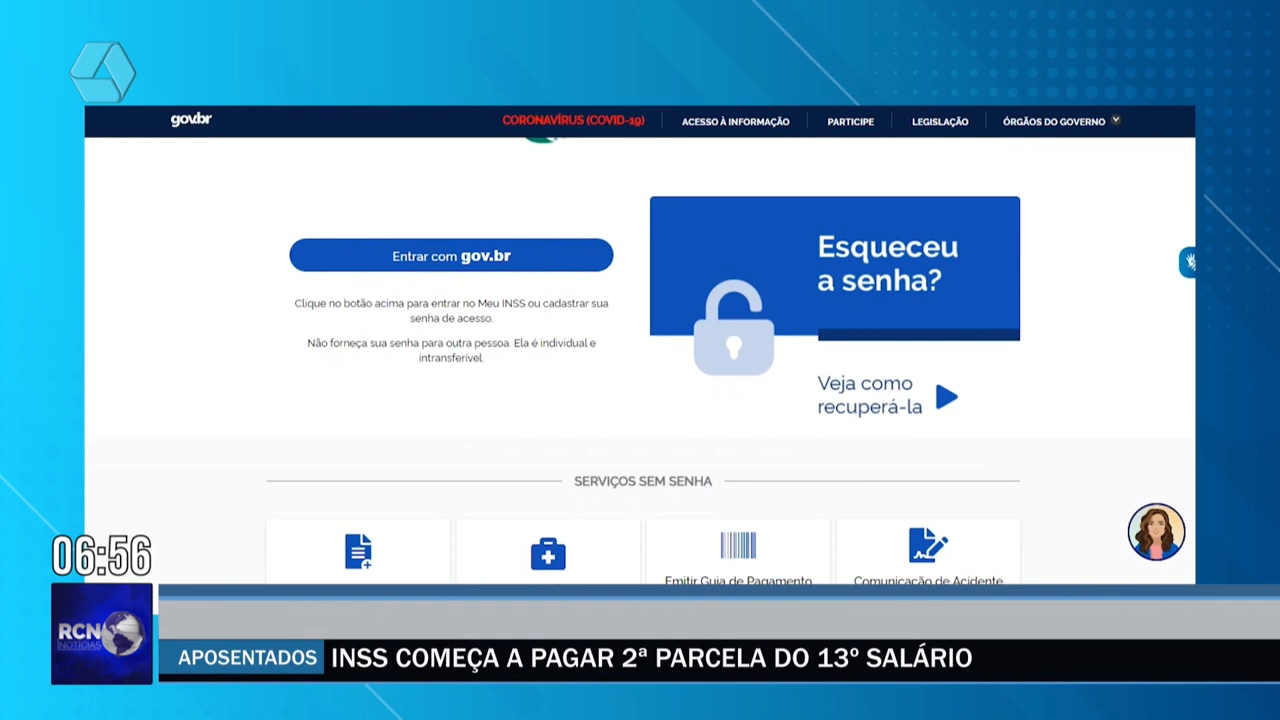 gov.br
CORONAVÍRUS (COVID-19)
ACESSO À INFORMAÇÃO
PARTICIPE
LEGISLAÇÃO
ÓRGÃOS DO GOVERNO
Entrar com gov.br
Clique no botão acima para entrar no Meu INSS ou cadastrar sua
senha de acesso.
Não forneça sua senha para outra pessoa. Ela é individual e
intransferível.
Esqueceu
a senha?
Veja como
recuperá-la
SERVIÇOS SEM SENHA
Emitir Guia de Pagamento
Comunicação de Acidente
06:56
RCN
NOTÍCIAS
APOSENTADOS
INSS COMEÇA A PAGAR 2ª PARCELA DO 13º SALÁRIO